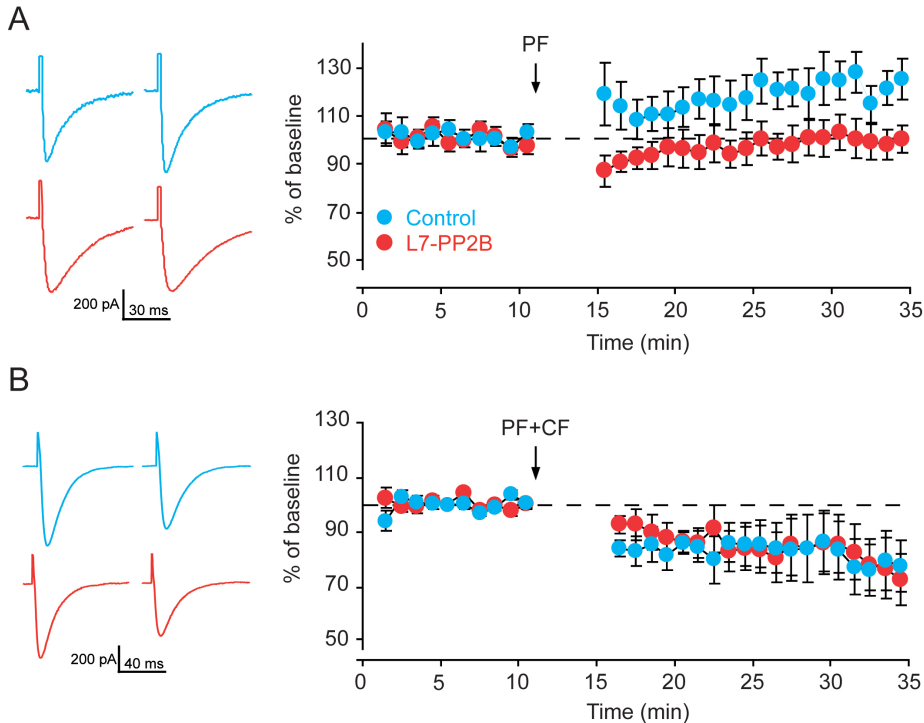 A
PF
130
110
90
70
50
% of baseline
Control
L7-PP2B
200 pA
30 ms
0
5
10
15
20
25
30
35
Time (min)
B
PF+CF
130
110
90
70
50
% of baseline
200 pA
40 ms
0
5
10
15
20
25
30
35
Time (min)